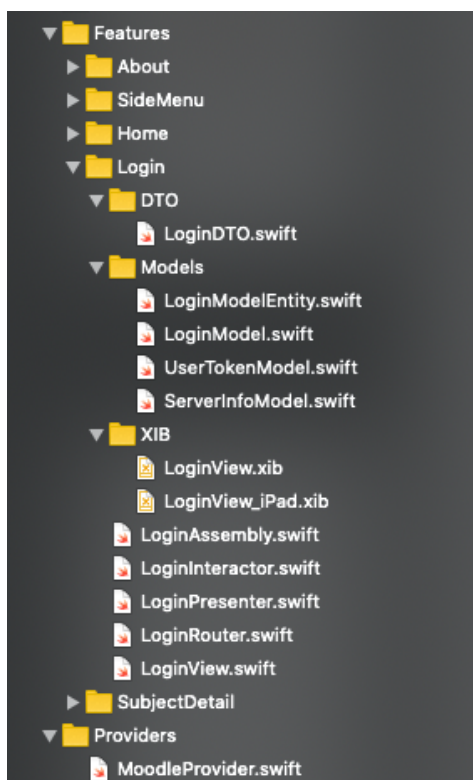 Features
About
SideMenu
Home
Login
DTO
LoginDTO.swift
Models
LoginModelEntity.swift
LoginModel.swift
UserTokenModel.swift
ServerInfoModel.swift
XIB
LoginView.xib
LoginView_iPad.xib
LoginAssembly.swift
LoginInteractor.swift
LoginPresenter.swift
LoginRouter.swift
LoginView.swift
SubjectDetail
Providers
MoodleProvider.swift